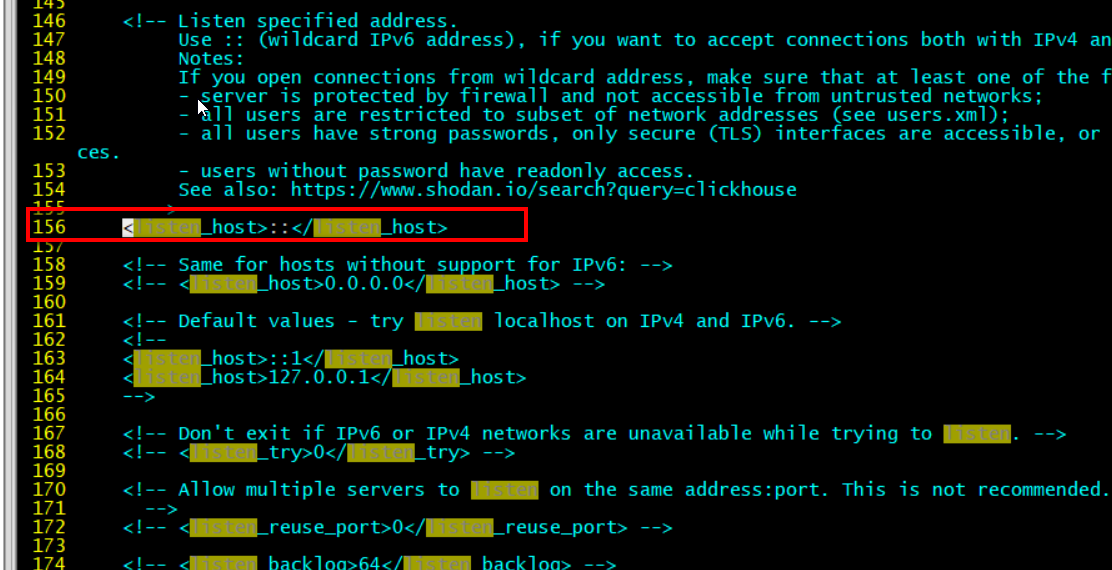 145
146 <!-- Listen specified address.
147 Use :: (wildcard IPv6 address), if you want to accept connections both with IPv4 an
148 Notes:
149 If you open connections from wildcard address, make sure that at least one of the f
150 - server is protected by firewall and not accessible from untrusted networks;
151 - all users are restricted to subset of network addresses (see users.xml);
152 - all users have strong passwords, only secure (TLS) interfaces are accessible, or
ces.
153 - users without password have readonly access.
154 See also: https://www.shodan.io/search?query=clickhouse
155 -->
156 <listen_host>::</listen_host>
157
158 <!-- Same for hosts without support for IPv6: -->
159 <!-- <listen_host>0.0.0.0</listen_host> -->
160
161 <!-- Default values - try listen localhost on IPv4 and IPv6. -->
162 <!--
163 <listen_host>::1</listen_host>
164 <listen_host>127.0.0.1</listen_host>
165 -->
166
167 <!-- Don't exit if IPv6 or IPv4 networks are unavailable while trying to listen. -->
168 <!-- <listen_try>0</listen_try> -->
169
170 <!-- Allow multiple servers to listen on the same address:port. This is not recommended.
171 -->
172 <!-- <listen_reuse_port>0</listen_reuse_port> -->
173
174 <!-- <listen_backlog>64</listen_backlog> -->